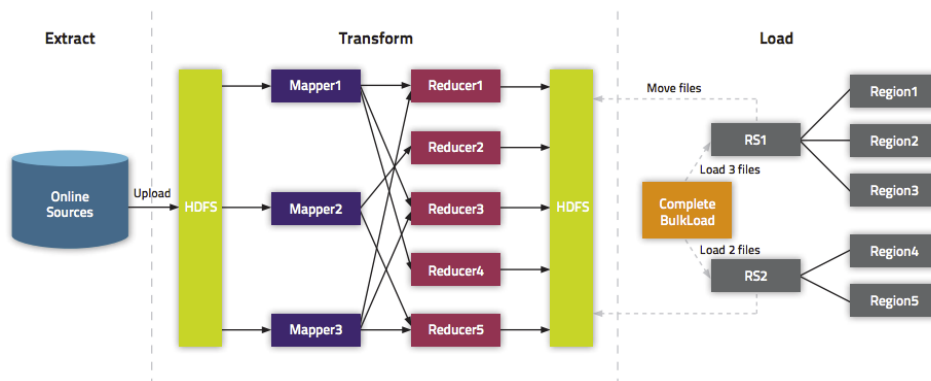 Extract
Transform
Load
Online
Sources
Upload
HDFS
Mapper1
Mapper2
Mapper3
Reducer1
Reducer2
Reducer3
Reducer4
Reducer5
HDFS
Move files
RS1
Load 3 files
Complete
BulkLoad
Load 2 files
RS2
Region1
Region2
Region3
Region4
Region5